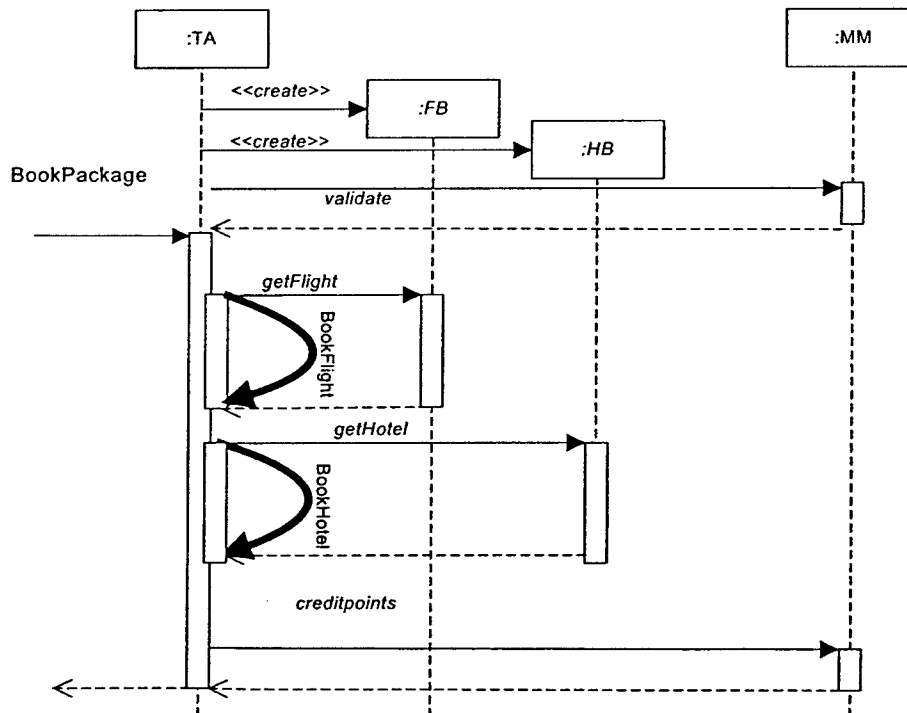 :TA
:MM
<<create>>
:FB
<<create>>
:HB
BookPackage
validate
getFlight
BookFlight
getHotel
BookHotel
creditpoints